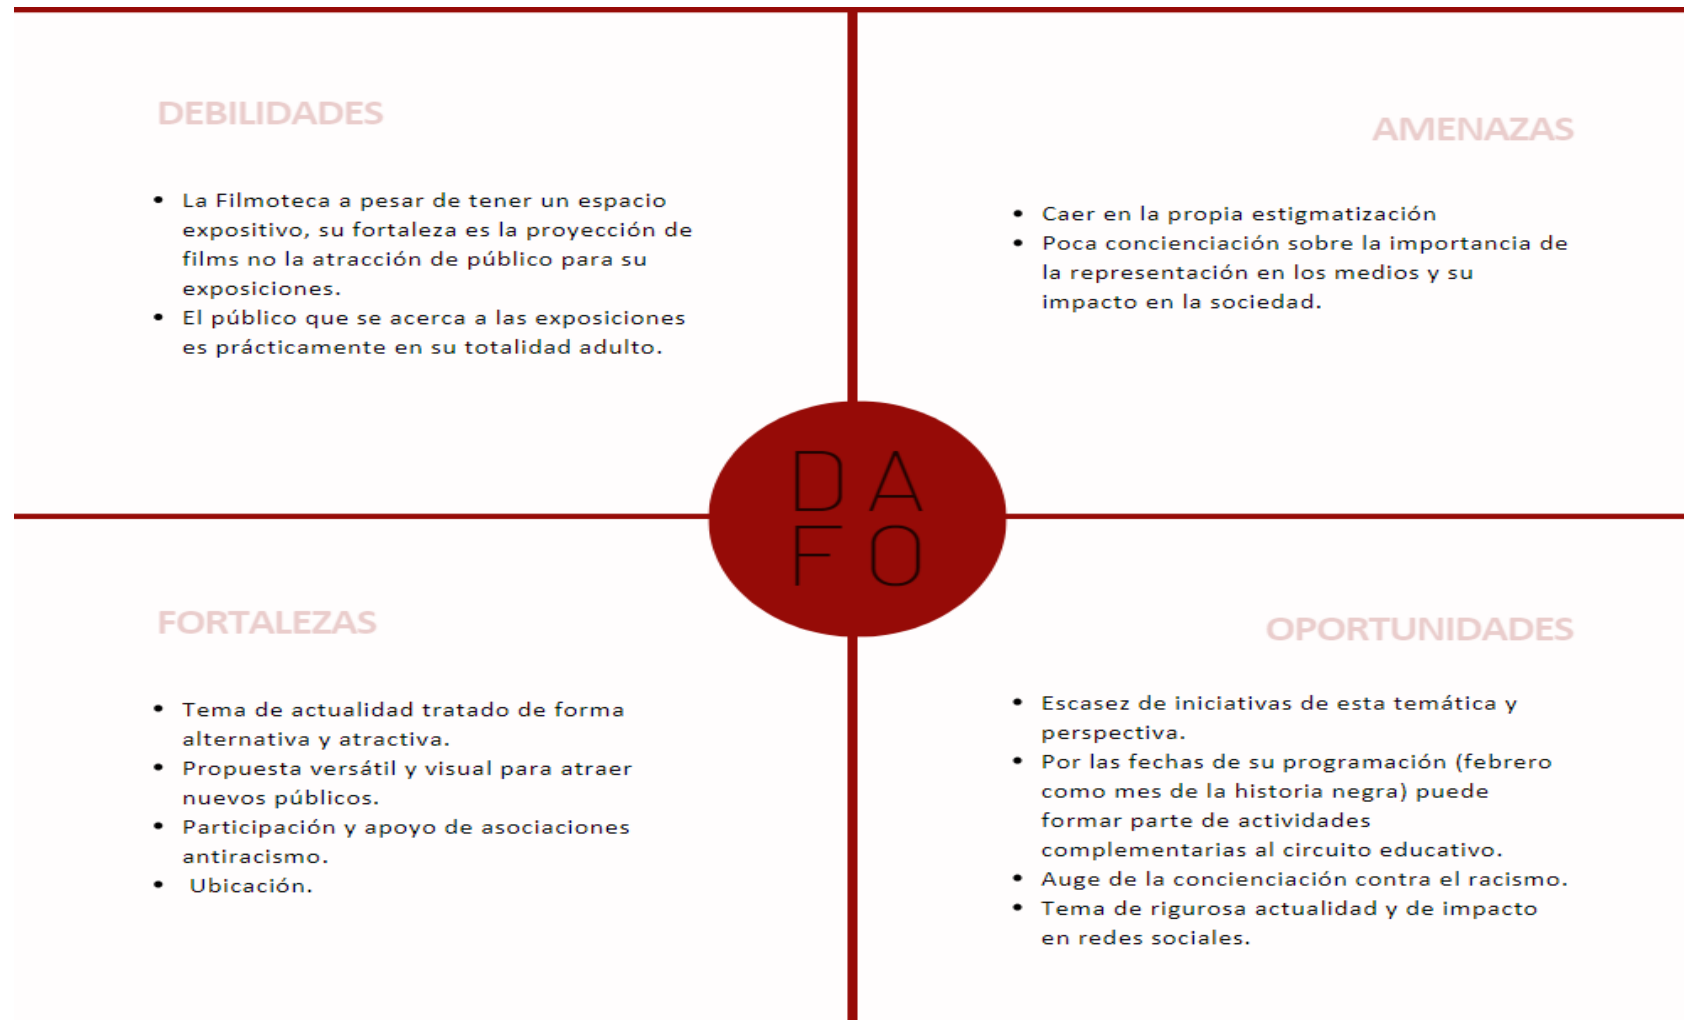 DEBILIDADES
• La Filmoteca a pesar de tener un espacio
expositivo, su fortaleza es la proyección de
films no la atracción de público para su
exposiciones.
• El público que se acerca a las exposiciones
es prácticamente en su totalidad adulto.
AMENAZAS
• Caer en la propia estigmatización
• Poca concienciación sobre la importancia de
la representación en los medios y su
impacto en la sociedad.
D A
F O
FORTALEZAS
• Tema de actualidad tratado de forma
alternativa y atractiva.
• Propuesta versátil y visual para atraer
nuevos públicos.
• Participación y apoyo de asociaciones
antiracismo.
• Ubicación.
OPORTUNIDADES
• Escasez de iniciativas de esta temática y
perspectiva.
• Por las fechas de su programación (febrero
como mes de la historia negra) puede
formar parte de actividades
complementarias al circuito educativo.
• Auge de la concienciación contra el racismo.
• Tema de rigurosa actualidad y de impacto
en redes sociales.